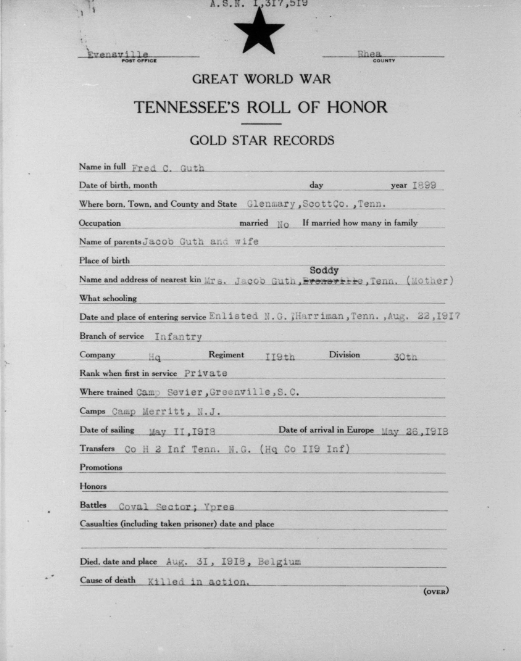 A.S.N. 1,317,519
Evensville Rhea
POST OFFICE COUNTY
GREAT WORLD WAR
TENNESSEE'S ROLL OF HONOR
GOLD STAR RECORDS
Name in full Fred C. Guth
Date of birth, month day year 1899
Where born, Town, and County and State Glenmary,ScottCo.,Tenn.
Occupation married No If married how many in family
Name of parents Jacob Guth and wife
Place of birth
Soddy
Name and address of nearest kin Mrs. Jacob Guth,Evensville,Tenn. (Mother)
What schooling
Date and place of entering service Enlisted N.G.,Harriman,Tenn.,Aug. 22,1917
Branch of service Infantry
Company Hq Regiment 119th Division 30th
Rank when first in service Private
Where trained Camp Sevier,Greenville,S.C.
Camps Camp Merritt, N.J.
Date of sailing May 11,1918 Date of arrival in Europe May 26,1918
Transfers Co H 2 Inf Tenn. N.G. (Hq Co 119 Inf)
Promotions
Honors
Battles Coval Sector; Ypres
Casualties (including taken prisoner) date and place
Died, date and place Aug. 31, 1918, Belgium
Cause of death Killed in action.
(OVER)